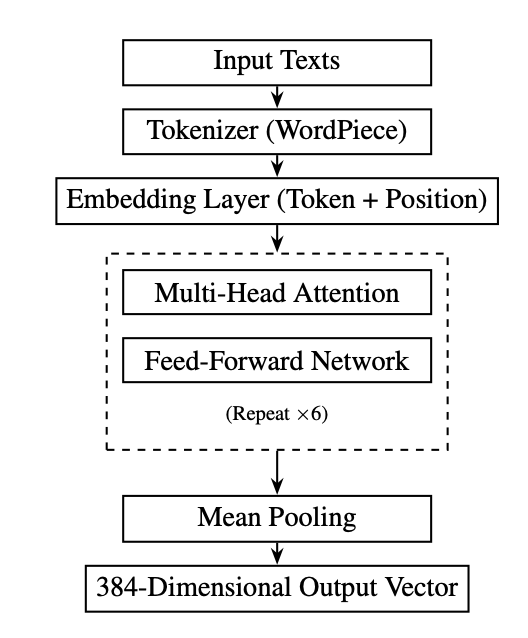 Input Texts
Tokenizer (WordPiece)
Embedding Layer (Token + Position)
Multi-Head Attention
Feed-Forward Network
(Repeat ×6)
Mean Pooling
384-Dimensional Output Vector